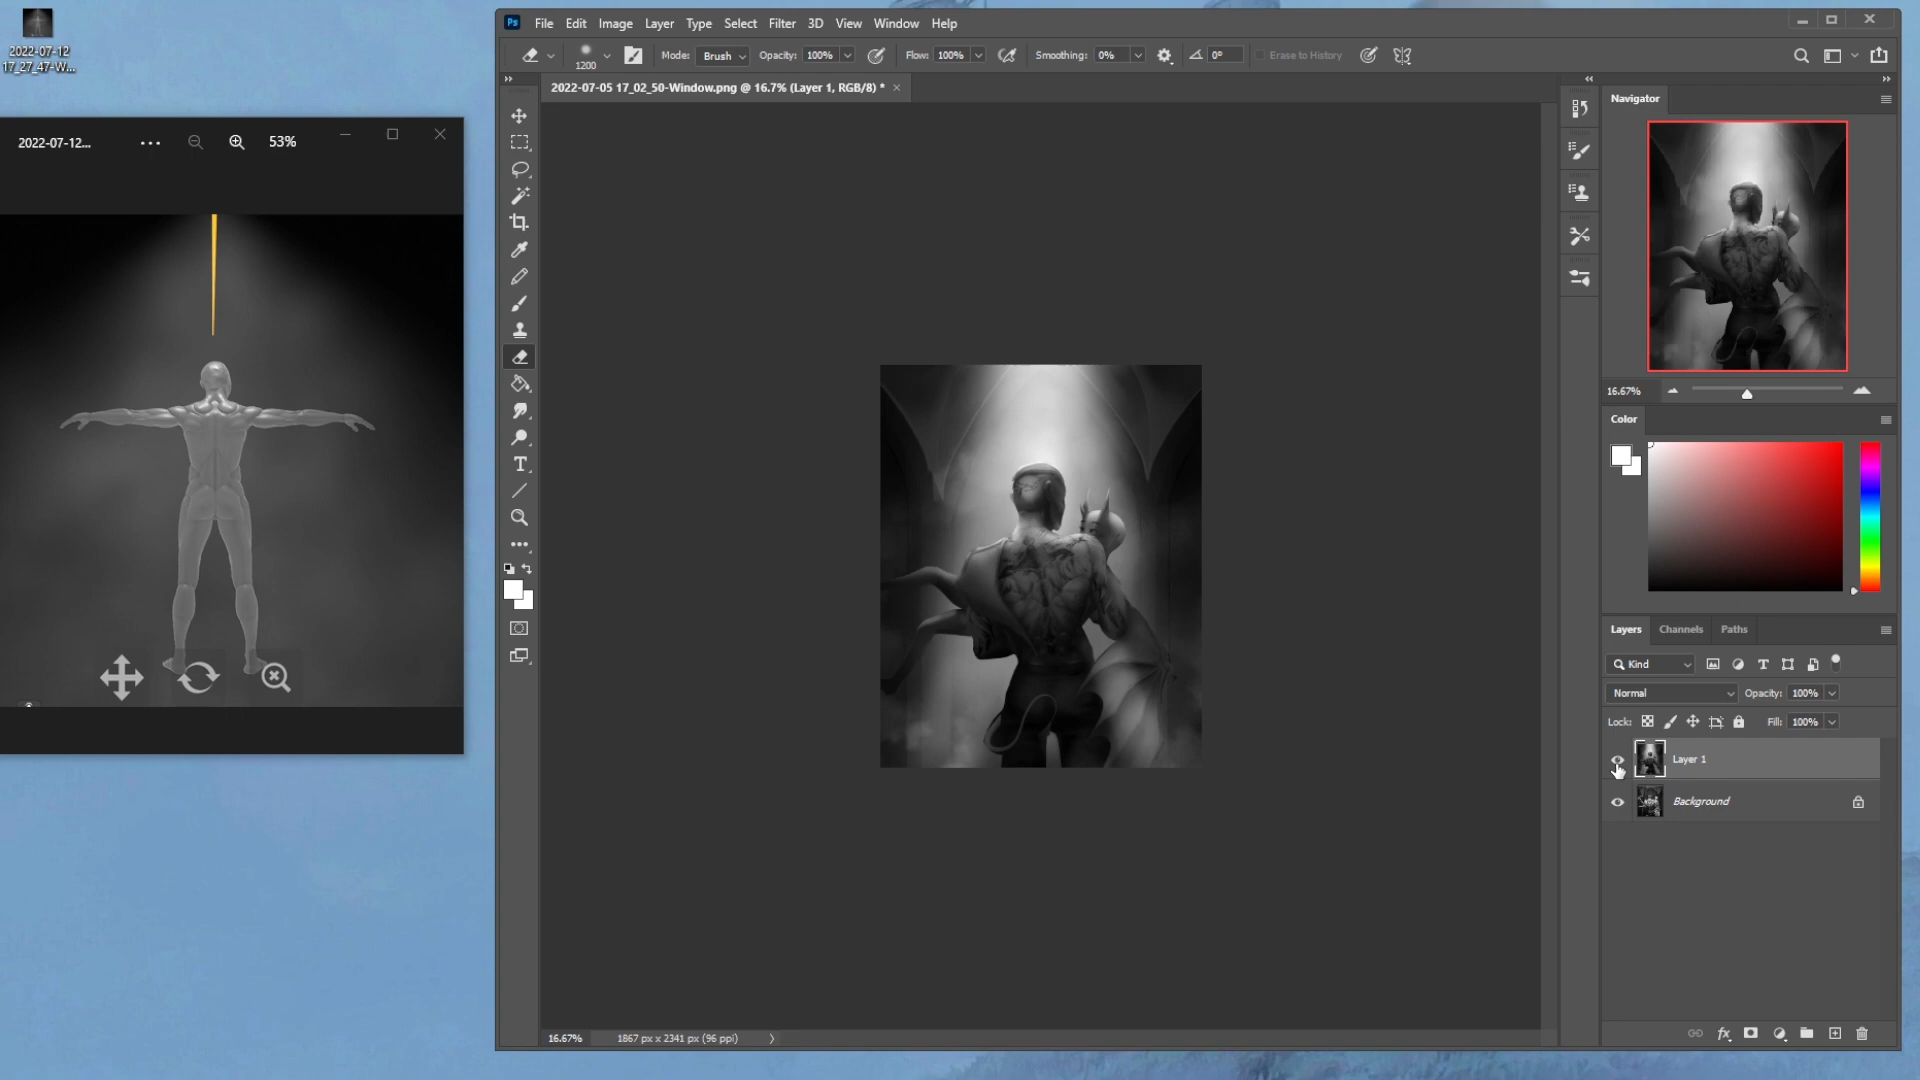 2022-07-12
17_27_47-W...
2022-07-12...
53%
Ps
File Edit Image Layer Type Select Filter 3D View Window Help
1200
Mode: Brush Opacity: 100% Flow: 100% Smoothing: 0% 0° Erase to History
2022-07-05 17_02_50-Window.png @ 16.7% (Layer 1, RGB/8) *
Navigator
16.67%
Color
Layers Channels Paths
Kind
Normal Opacity: 100%
Lock: Fill: 100%
Layer 1
Background
16.67% 1867 px x 2341 px (96 ppi)